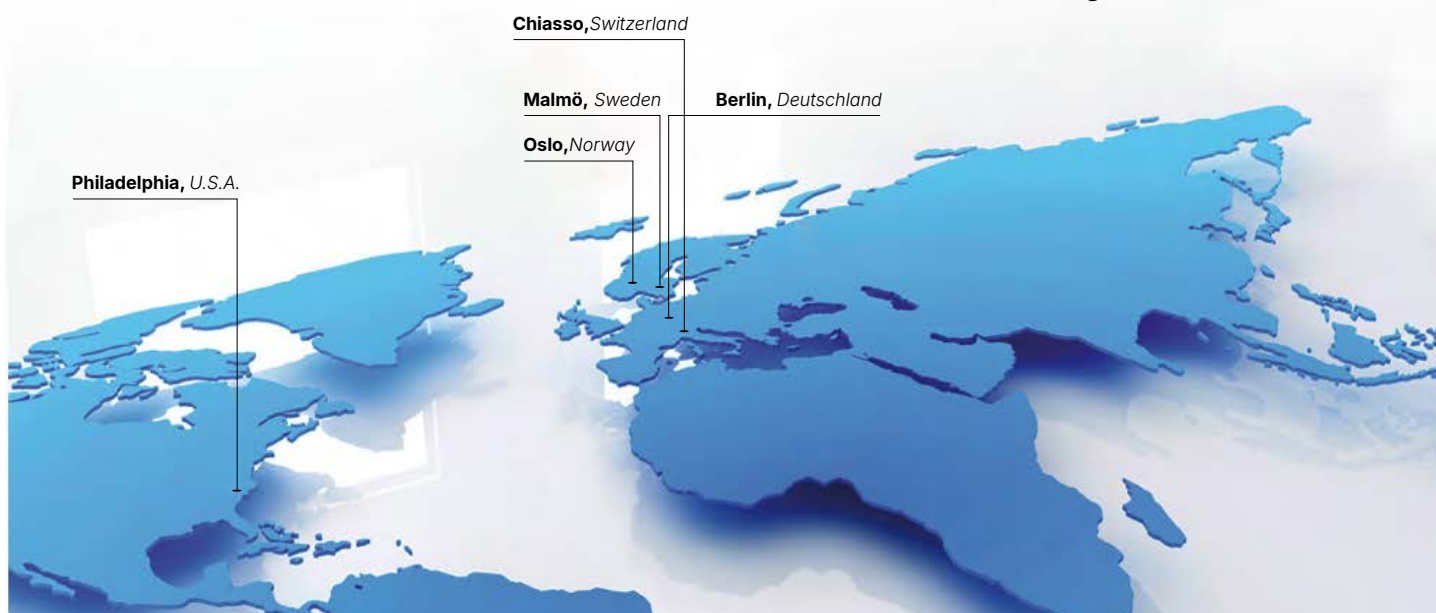 Chiasso,Switzerland
Malmö, Sweden
Berlin, Deutschland
Oslo,Norway
Philadelphia, U.S.A.